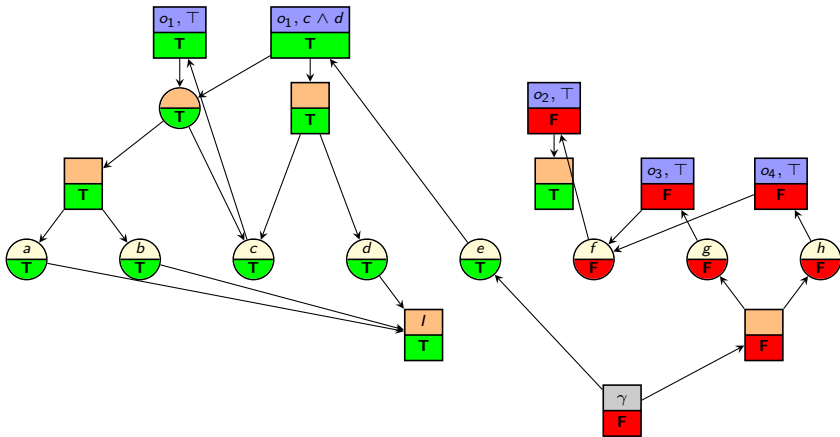 o₁, ⊤ o₁, c ∧ d
T T
o₂, ⊤
T T F
o₃, ⊤ o₄, ⊤
T T F F
a b c d e f g h
T T T T T F F F
I
T F
γ
F